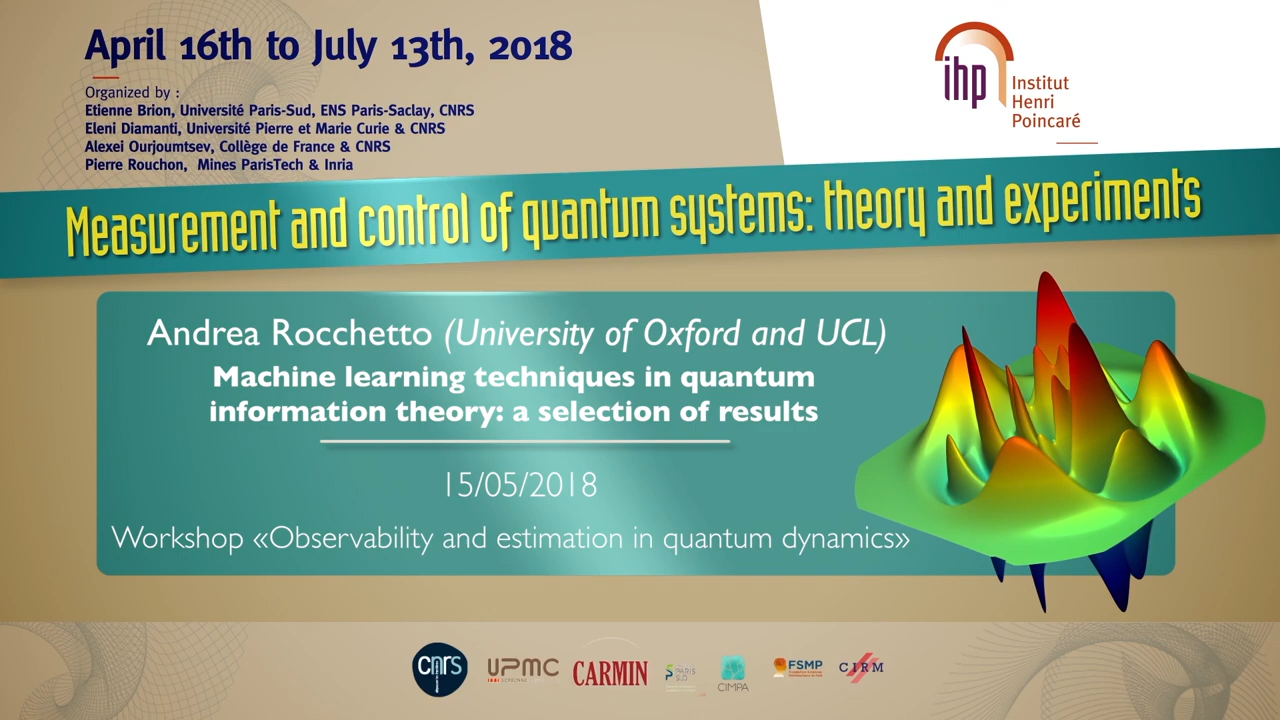 April 16th to July 13th, 2018
Organized by :
Etienne Brion, Université Paris-Sud, ENS Paris-Saclay, CNRS
Eleni Diamanti, Université Pierre et Marie Curie & CNRS
Alexei Ourjoumtsev, Collège de France & CNRS
Pierre Rouchon, Mines ParisTech & Inria
ihp
Institut
Henri
Poincaré
Measurement and control of quantum systems: theory and experiments
Andrea Rocchetto (University of Oxford and UCL)
Machine learning techniques in quantum
information theory: a selection of results
15/05/2018
Workshop «Observability and estimation in quantum dynamics»
cnrs
UPMC
CARMIN
PARIS
SUD
CIMPA
FSMP
CIRM